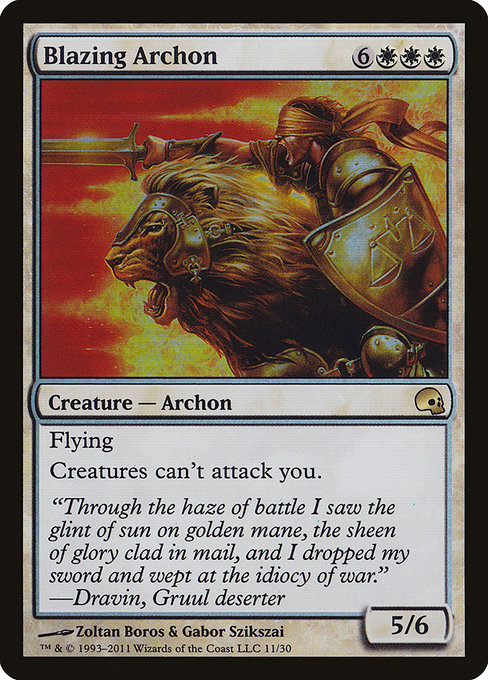 Blazing Archon 6
Creature — Archon
Flying
Creatures can't attack you.
“Through the haze of battle I saw the
glint of sun on golden mane, the sheen
of glory clad in mail, and I dropped my
sword and wept at the idiocy of war.”
—Dravin, Gruul deserter
Zoltan Boros & Gabor Szikszai
5/6
™ & © 1993–2011 Wizards of the Coast LLC 11/30